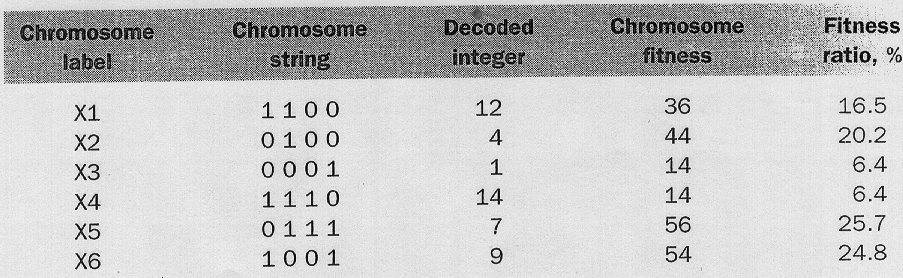 Chromosome Chromosome Decoded Chromosome Fitness
label string integer fitness ratio, %
X1 1 1 0 0 12 36 16.5
X2 0 1 0 0 4 44 20.2
X3 0 0 0 1 1 14 6.4
X4 1 1 1 0 14 14 6.4
X5 0 1 1 1 7 56 25.7
X6 1 0 0 1 9 54 24.8